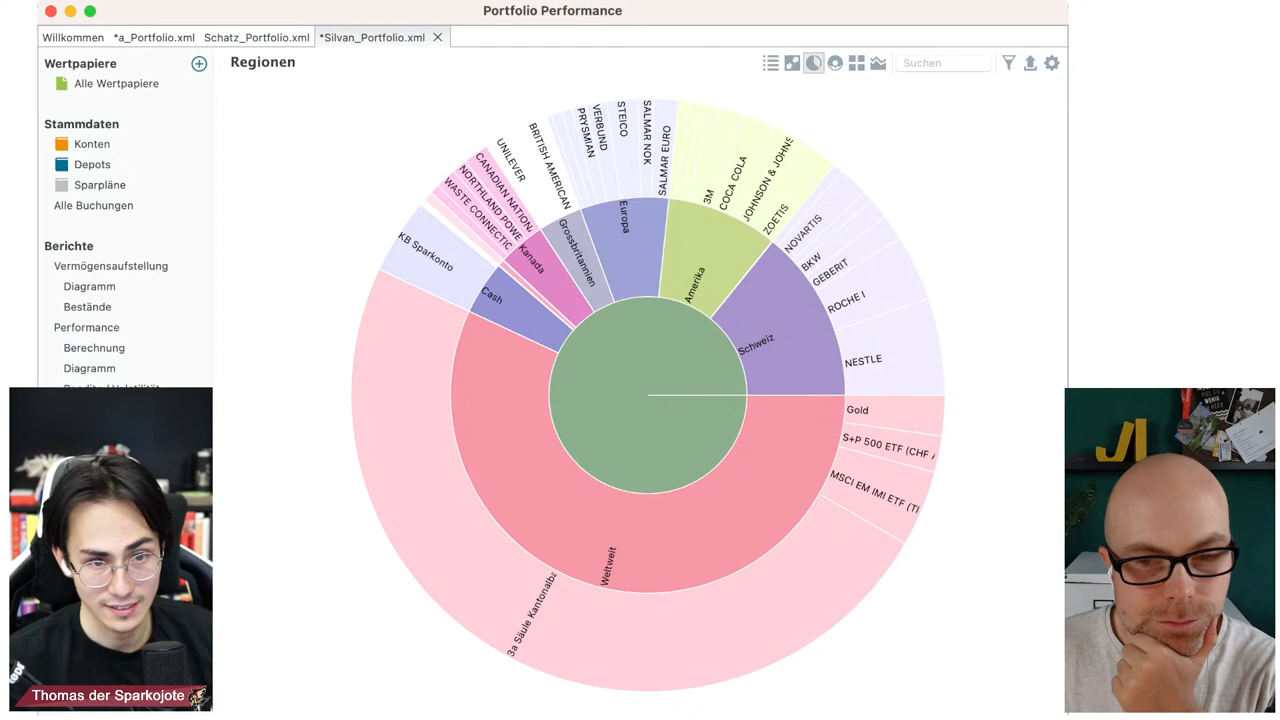 Portfolio Performance
Willkommen
*a_Portfolio.xml
Schatz_Portfolio.xml
*Silvan_Portfolio.xml
Wertpapiere
Alle Wertpapiere
Stammdaten
Konten
Depots
Sparpläne
Alle Buchungen
Berichte
Vermögensaufstellung
Diagramm
Bestände
Performance
Berechnung
Diagramm
Regionen
Suchen
KB Sparkonto
WASTE CONNECTIC
NORTHLAND POWE
CANADIAN NATION.
UNILEVER
BRITISH AMERICAN
PRYSMIAN
VERBUND
STEICO
SALMAR NOK
SALMAR EURO
3M
COCA COLA
JOHNSON & JOHNS
ZOETIS
NOVARTIS
BKW
GEBERIT
ROCHE I
NESTLE
Cash
Kanada
Grossbritannien
Europa
Amerika
Schweiz
Gold
S+P 500 ETF (CHF
MSCI EM IMI ETF (TI
Weltweit
3a Säule Kantonalba
Thomas der Sparkojote